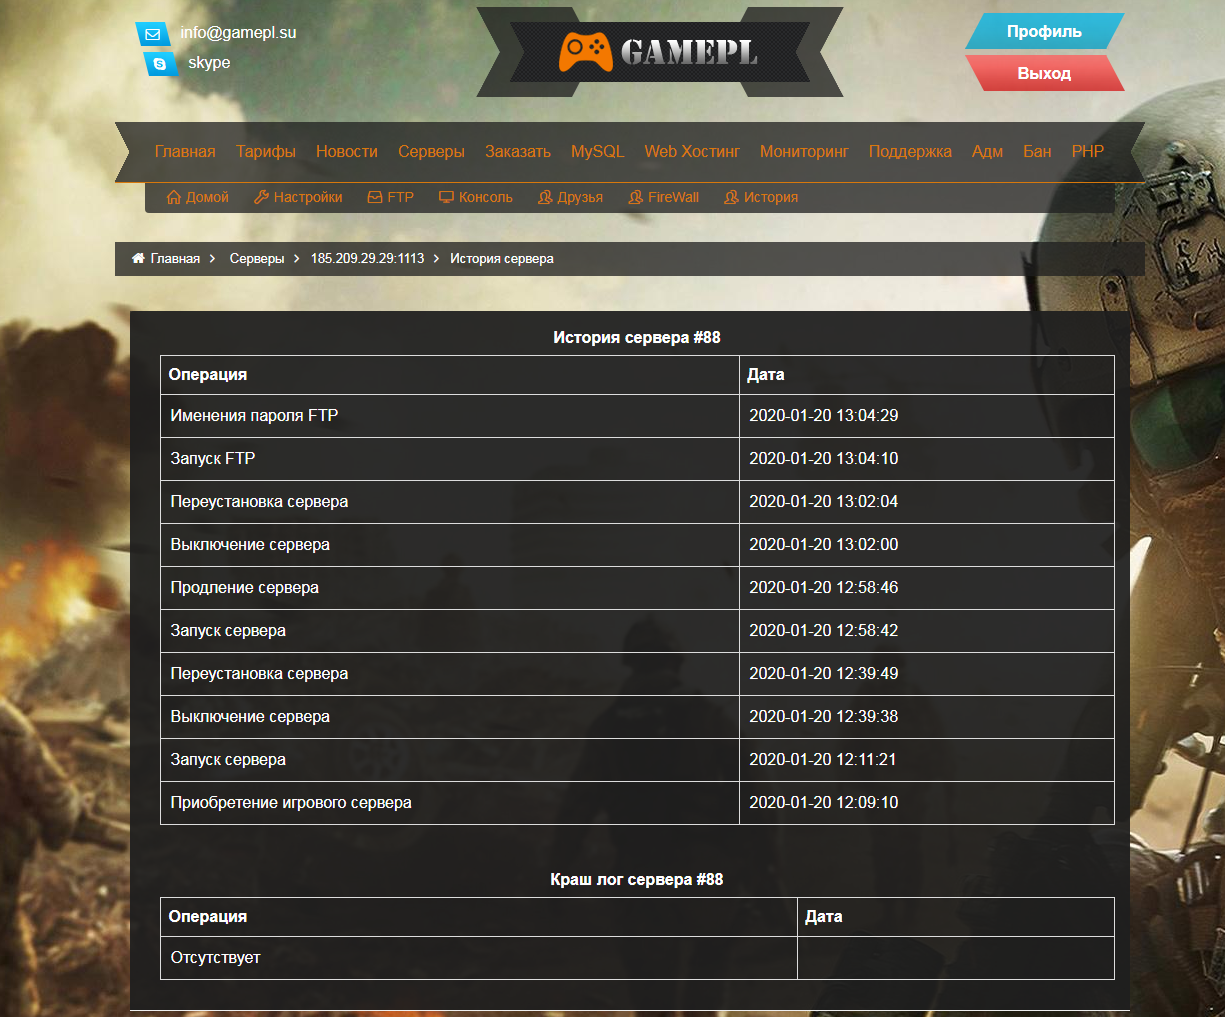 info@gamepl.su
skype
GAMEPL
Профиль
Выход
Главная Тарифы Новости Серверы Заказать MySQL Web Хостинг Мониторинг Поддержка Адм Бан PHP
Домой Настройки FTP Консоль Друзья FireWall История
Главная > Серверы > 185.209.29.29:1113 > История сервера
История сервера #88
Операция Дата
Именения пароля FTP 2020-01-20 13:04:29
Запуск FTP 2020-01-20 13:04:10
Переустановка сервера 2020-01-20 13:02:04
Выключение сервера 2020-01-20 13:02:00
Продление сервера 2020-01-20 12:58:46
Запуск сервера 2020-01-20 12:58:42
Переустановка сервера 2020-01-20 12:39:49
Выключение сервера 2020-01-20 12:39:38
Запуск сервера 2020-01-20 12:11:21
Приобретение игрового сервера 2020-01-20 12:09:10
Краш лог сервера #88
Операция Дата
Отсутствует